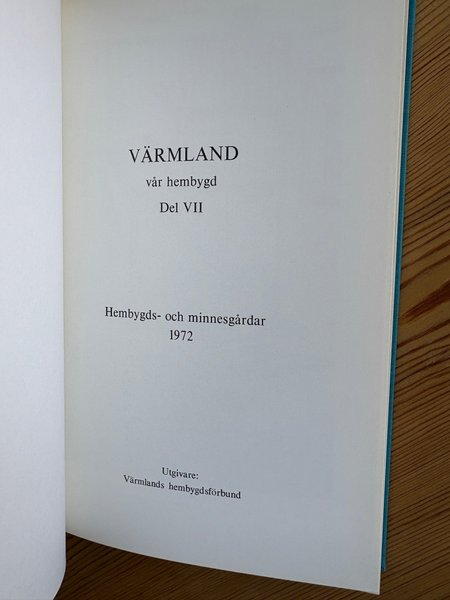 VÄRMLAND
vår hembygd
Del VII
Hembygds- och minnesgårdar
1972
Utgivare:
Värmlands hembygdsförbund